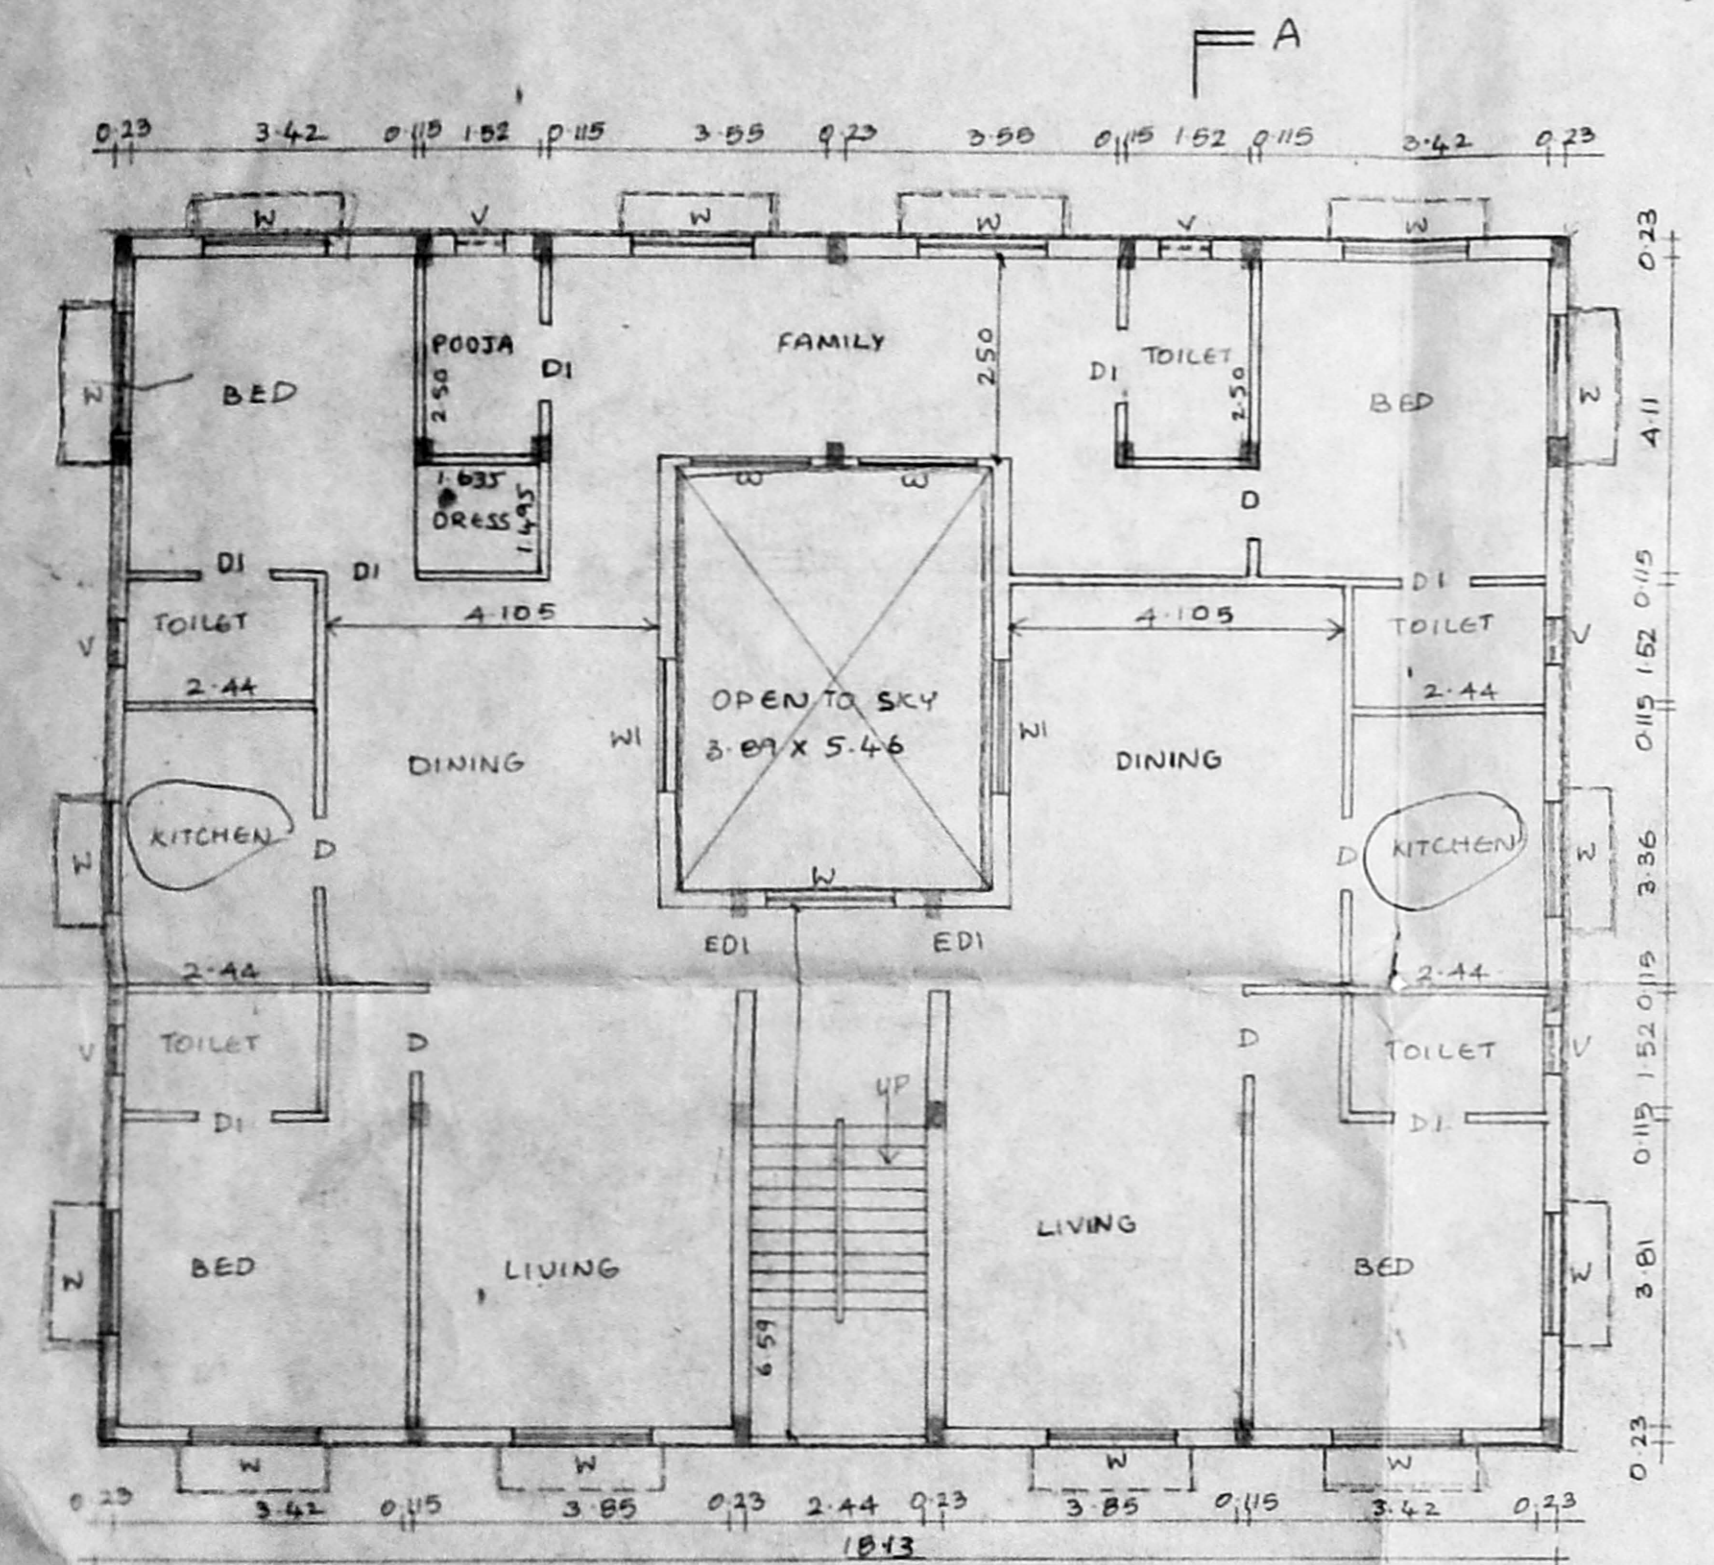 A
0.23 3.42 0.115 1.52 0.115 3.55 0.23 3.55 0.115 1.52 0.115 3.42 0.23
W V W W V W
0.23
W BED POOJA 2.50 D1 FAMILY 2.50 D1 TOILET 2.50 BED W
4.11
1.635
DRESS 1.495
W W
D
D1 D1 D1
0.115
4.105 4.105
V TOILET TOILET V
1.52
2.44 2.44
0.115
OPEN TO SKY
3.89 X 5.46
W1 W1
DINING DINING
W KITCHEN D D KITCHEN W
3.36
W
ED1 ED1
2.44 2.44
0.115
V TOILET D D TOILET V
1.52
UP
D1 D1
0.115
LIVING
W BED LIVING BED W
3.81
6.59
0.23
W W W W
0.23 3.42 0.115 3.85 0.23 2.44 0.23 3.85 0.115 3.42 0.23
18.13